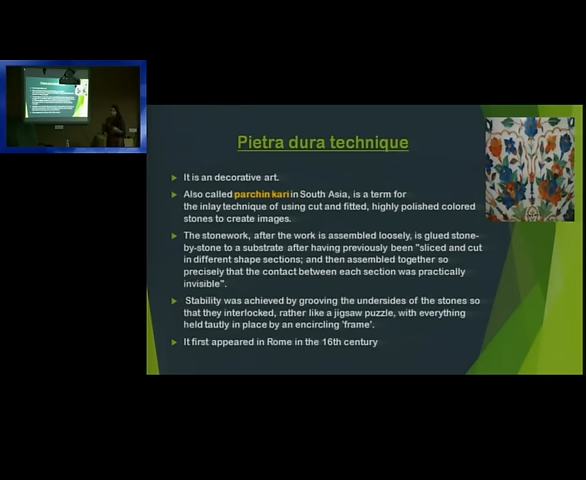 Pietra dura technique
It is an decorative art.
Also called parchin kari in South Asia, is a term for
the inlay technique of using cut and fitted, highly polished colored
stones to create images.
The stonework, after the work is assembled loosely, is glued stone-
by-stone to a substrate after having previously been "sliced and cut
in different shape sections; and then assembled together so
precisely that the contact between each section was practically
invisible".
Stability was achieved by grooving the undersides of the stones so
that they interlocked, rather like a jigsaw puzzle, with everything
held tautly in place by an encircling 'frame'.
It first appeared in Rome in the 16th century